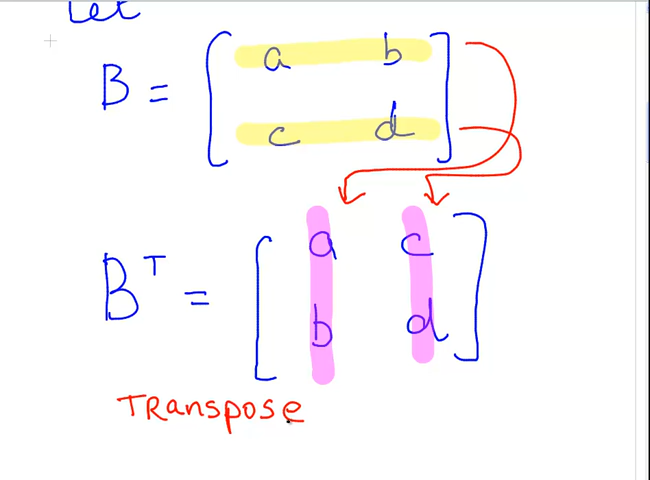 Let
B = [ a b
c d ]
B^T = [ a c
b d ]
TRanspose